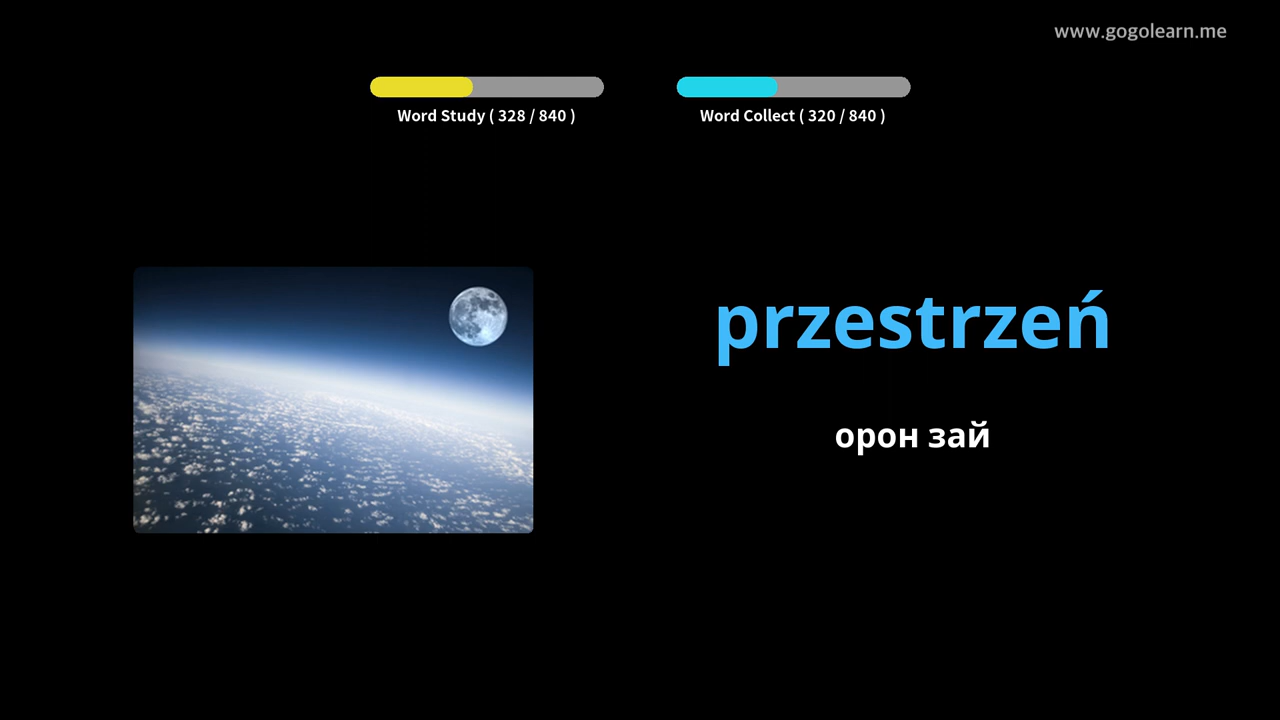 www.gogolearn.me
Word Study ( 328 / 840 )
Word Collect ( 320 / 840 )
przestrzeń
орон зай